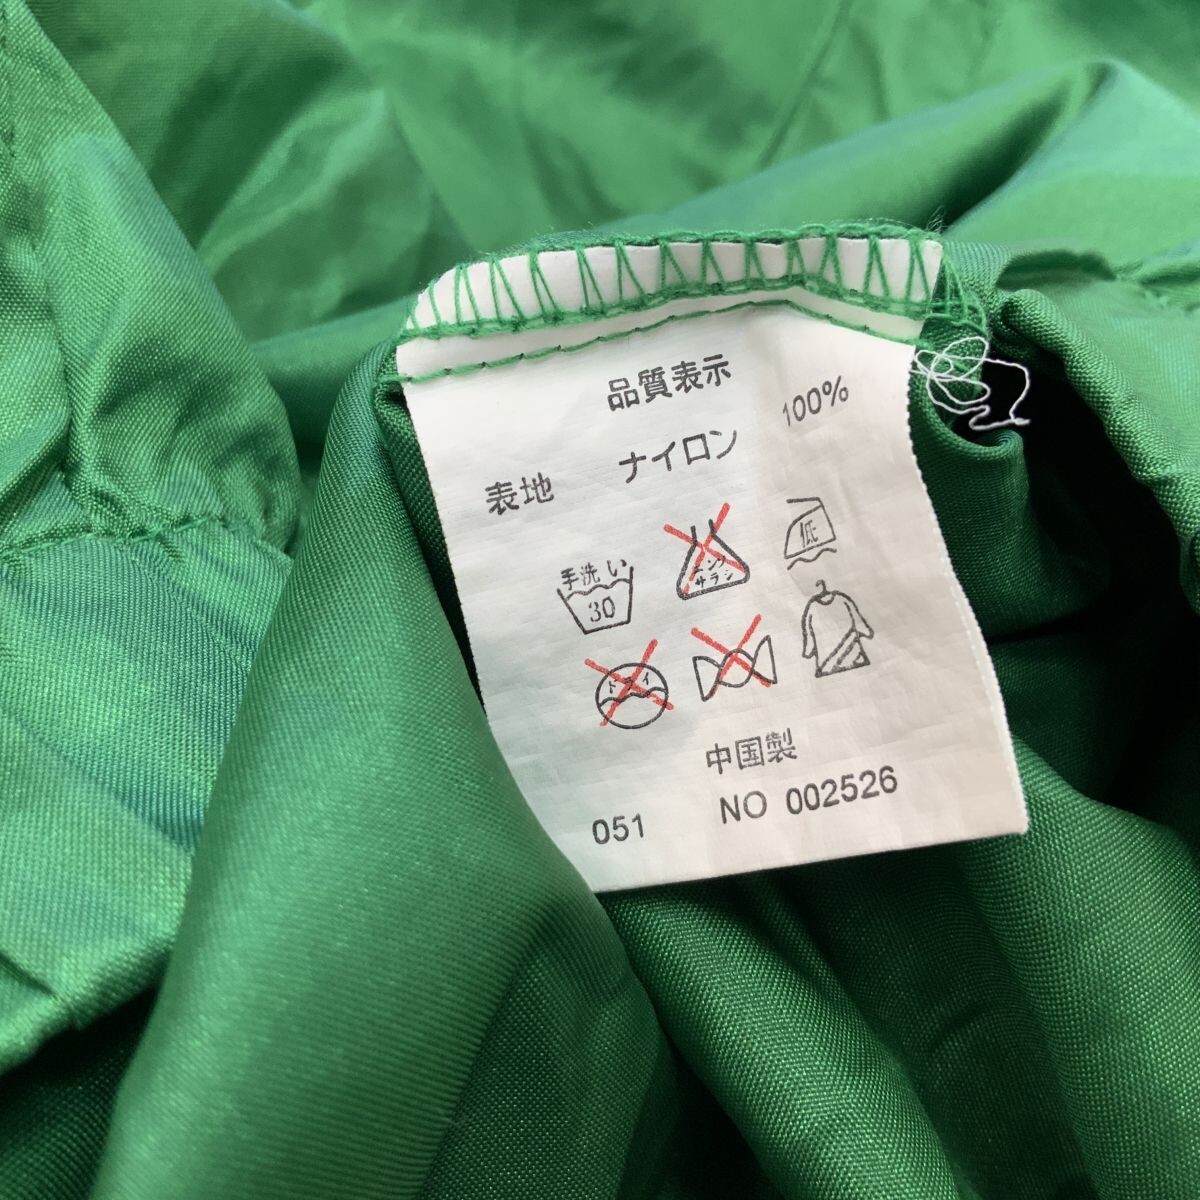 品質表示
表地 ナイロン 100%
手洗い
30
エンソ
サラシ
低
ドライ
中国製
051 NO 002526